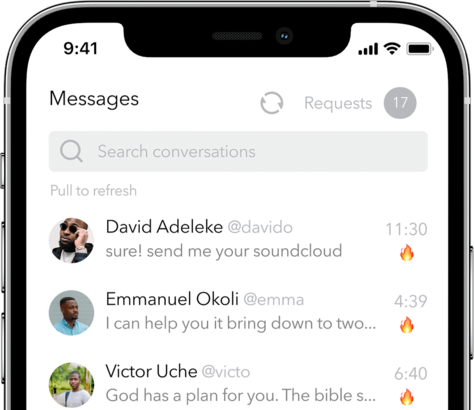 9:41
Messages
Requests 17
Search conversations
Pull to refresh
David Adeleke @davido 11:30
sure! send me your soundcloud 🔥
Emmanuel Okoli @emma 4:39
I can help you it bring down to two... 🔥
Victor Uche @victo 6:40
God has a plan for you. The bible s... 🔥